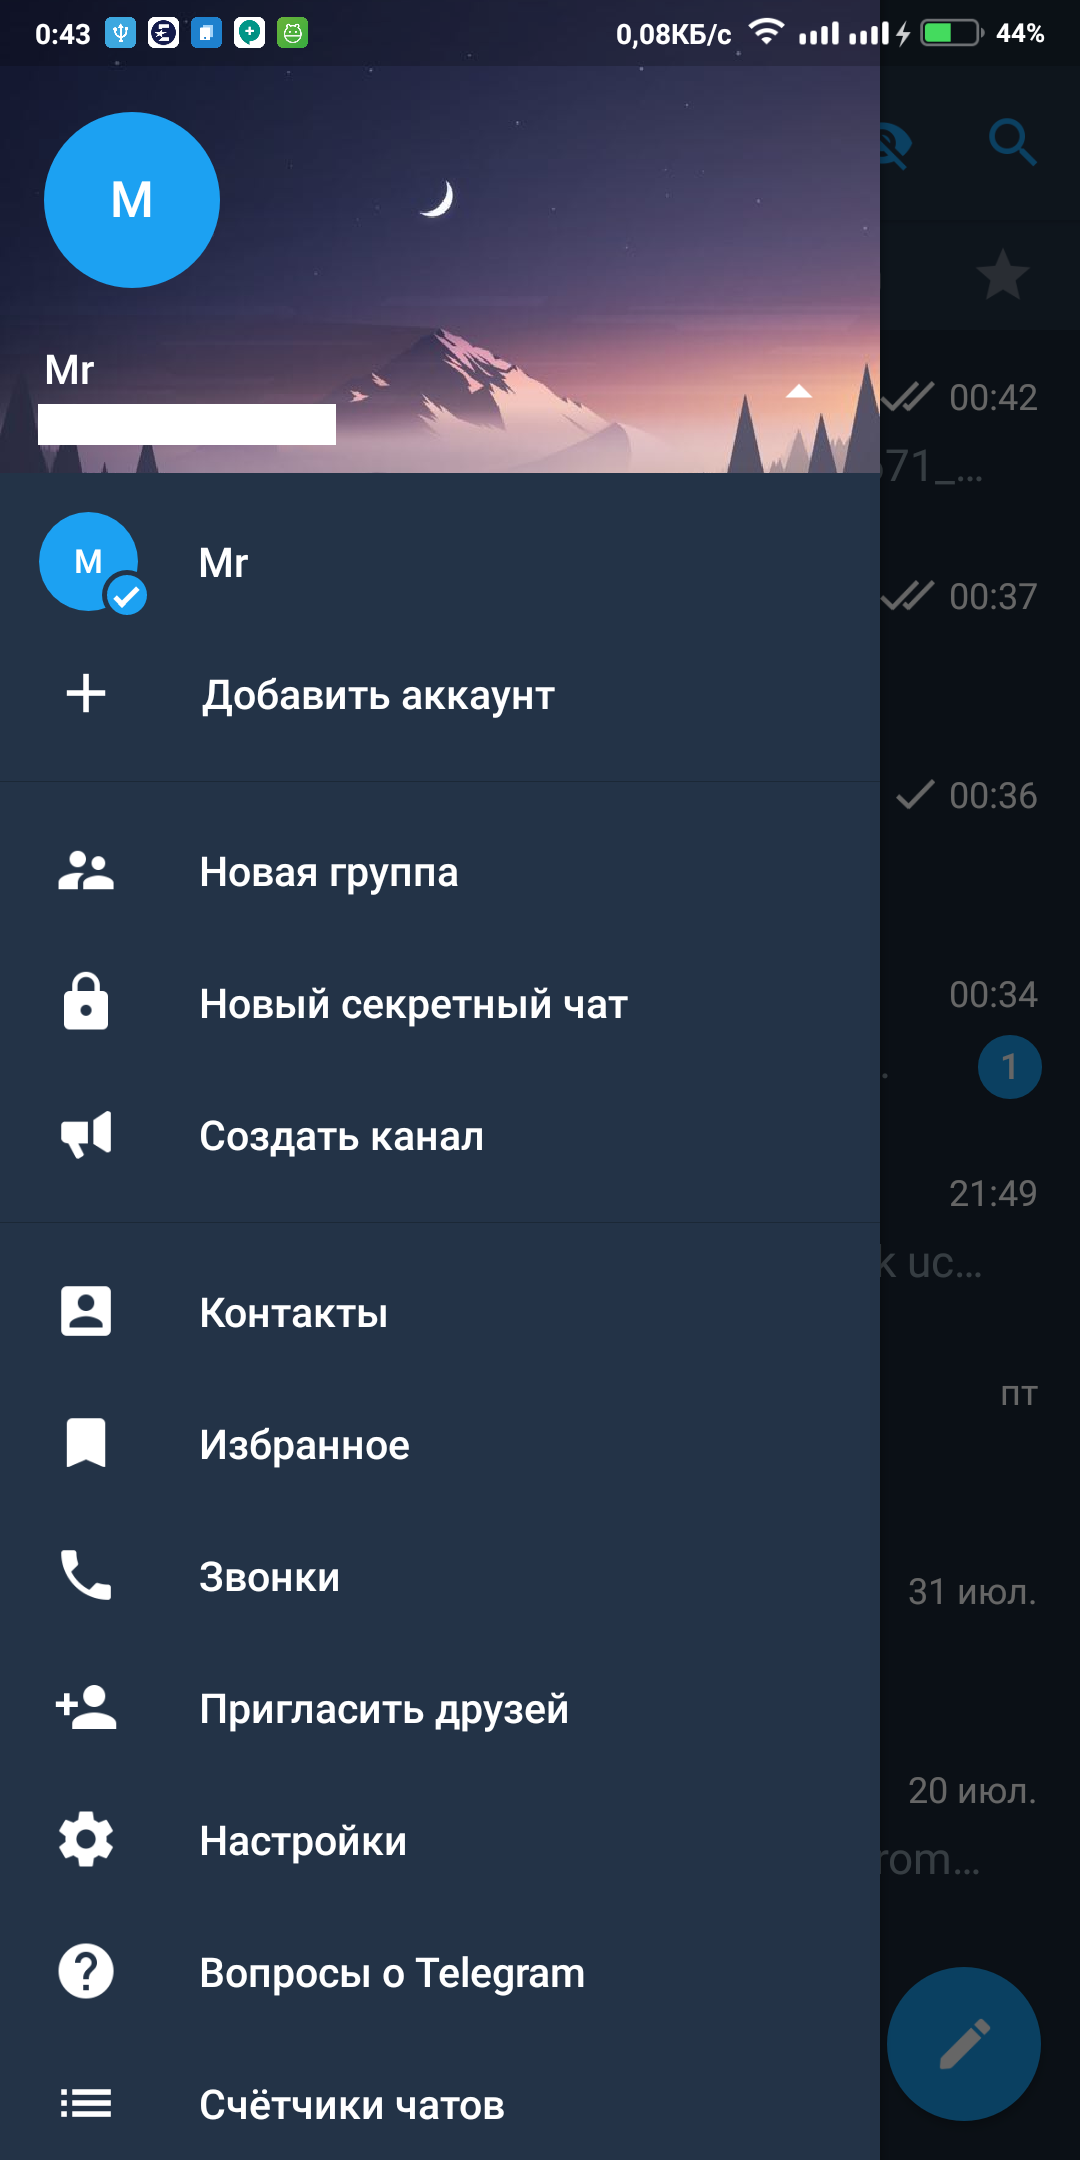 0:43 0,08КБ/с 44%
M
Mr
M Mr
Добавить аккаунт
Новая группа
Новый секретный чат
Создать канал
Контакты
Избранное
Звонки
Пригласить друзей
Настройки
Вопросы о Telegram
Счётчики чатов
00:42
71_...
00:37
00:36
00:34
1
21:49
k uc...
пт
31 июл.
20 июл.
rom...